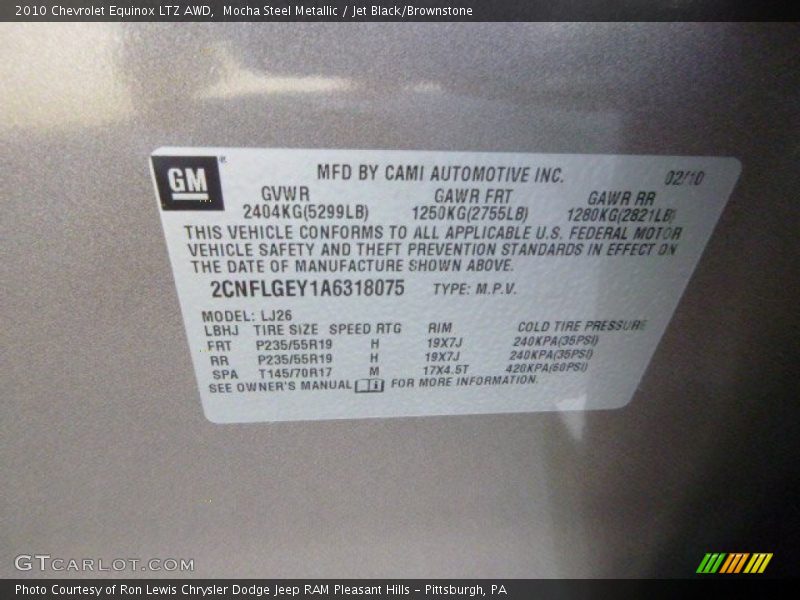 2010 Chevrolet Equinox LTZ AWD,  Mocha Steel Metallic / Jet Black/Brownstone
GM® MFD BY CAMI AUTOMOTIVE INC. 02/10
GVWR GAWR FRT GAWR RR
2404KG(5299LB) 1250KG(2755LB) 1280KG(2821LB)
THIS VEHICLE CONFORMS TO ALL APPLICABLE U.S. FEDERAL MOTOR
VEHICLE SAFETY AND THEFT PREVENTION STANDARDS IN EFFECT ON
THE DATE OF MANUFACTURE SHOWN ABOVE.
2CNFLGEY1A6318075 TYPE: M.P.V.
MODEL: LJ26
LBHJ TIRE SIZE SPEED RTG RIM COLD TIRE PRESSURE
FRT P235/55R19 H 19X7J 240KPA(35PSI)
RR P235/55R19 H 19X7J 240KPA(35PSI)
SPA T145/70R17 M 17X4.5T 420KPA(60PSI)
SEE OWNER'S MANUAL i FOR MORE INFORMATION.
GTCARLOT.COM
Photo Courtesy of Ron Lewis Chrysler Dodge Jeep RAM Pleasant Hills - Pittsburgh, PA